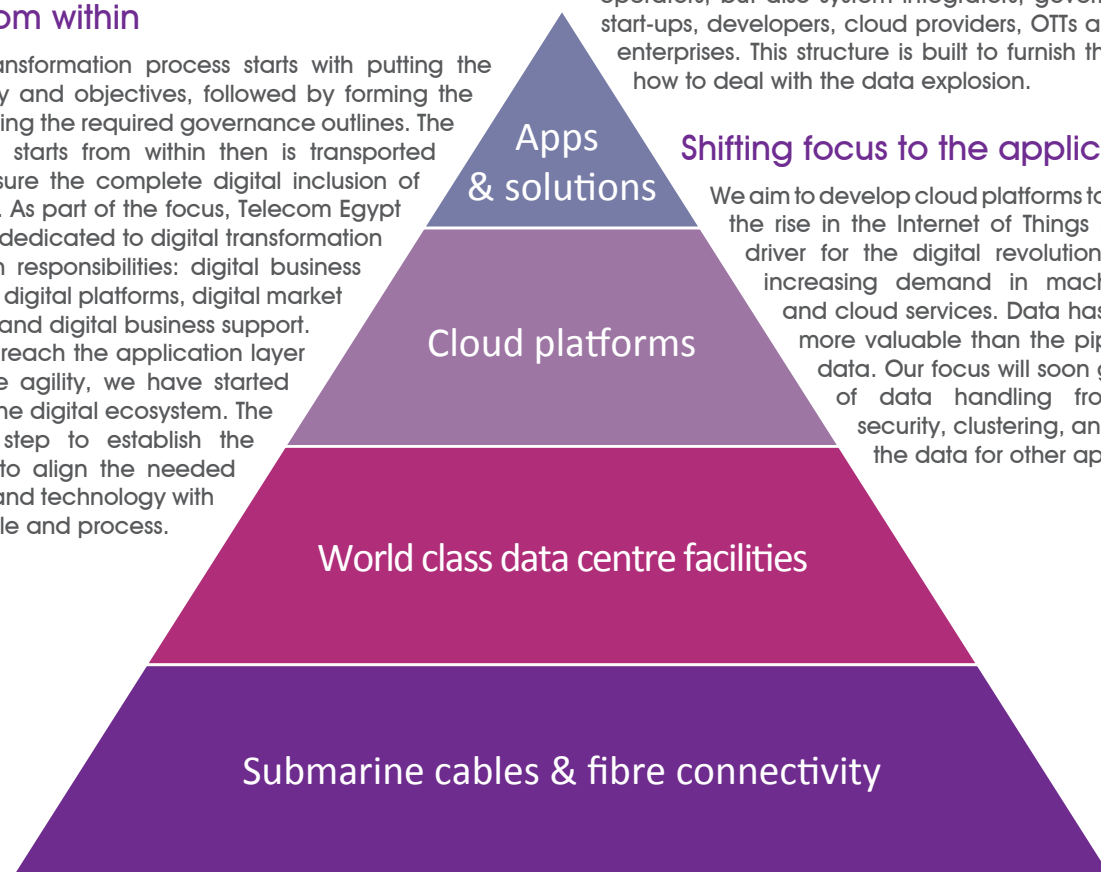 om within
ansformation process starts with putting the
y and objectives, followed by forming the
ing the required governance outlines. The
starts from within then is transported
sure the complete digital inclusion of
. As part of the focus, Telecom Egypt
dedicated to digital transformation
responsibilities: digital business
digital platforms, digital market
and digital business support.
reach the application layer
e agility, we have started
he digital ecosystem. The
step to establish the
to align the needed
and technology with
le and process.
Apps
& solutions
Cloud platforms
World class data centre facilities
Submarine cables & fibre connectivity
operators, but also system integrators, govern
start-ups, developers, cloud providers, OTTs a
enterprises. This structure is built to furnish th
how to deal with the data explosion.
Shifting focus to the applic
We aim to develop cloud platforms to
the rise in the Internet of Things
driver for the digital revolution
increasing demand in mach
and cloud services. Data has
more valuable than the pip
data. Our focus will soon g
of data handling fro
security, clustering, an
the data for other ap